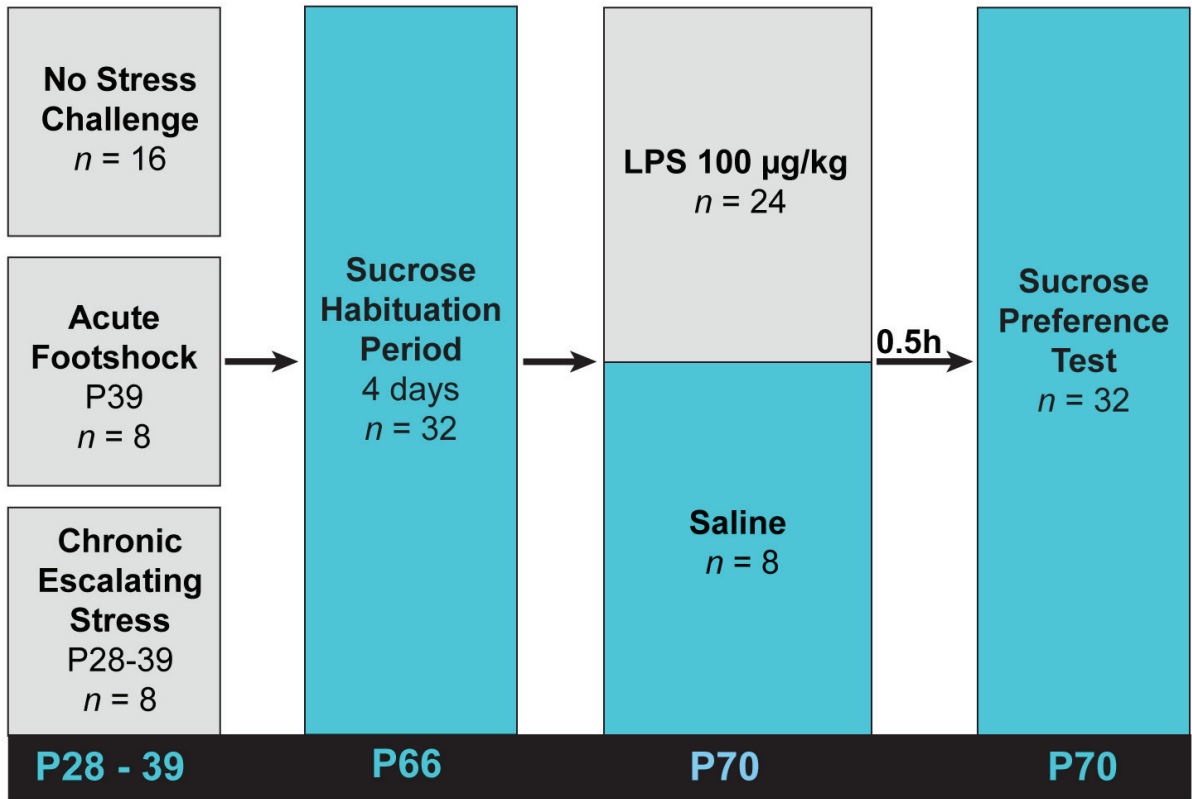 No Stress
Challenge
n = 16
Acute
Footshock
P39
n = 8
Chronic
Escalating
Stress
P28-39
n = 8
Sucrose
Habituation
Period
4 days
n = 32
LPS 100 µg/kg
n = 24
Saline
n = 8
0.5h
Sucrose
Preference
Test
n = 32
P28 - 39
P66
P70
P70